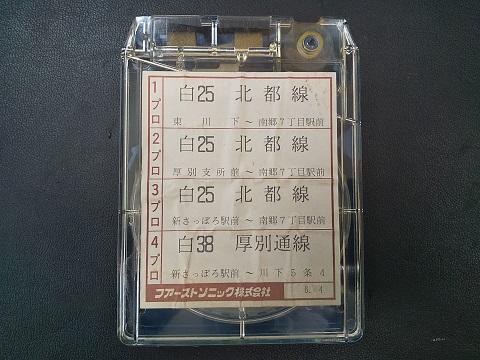 1プロ
白25 北都線
東川下～南郷7丁目駅前
2プロ
白25 北都線
厚別支所前～南郷7丁目駅前
3プロ
白25 北都線
新さっぽろ駅前～南郷7丁目駅前
4プロ
白38 厚別通線
新さっぽろ駅前～川下5条4
フアーストソニック株式会社